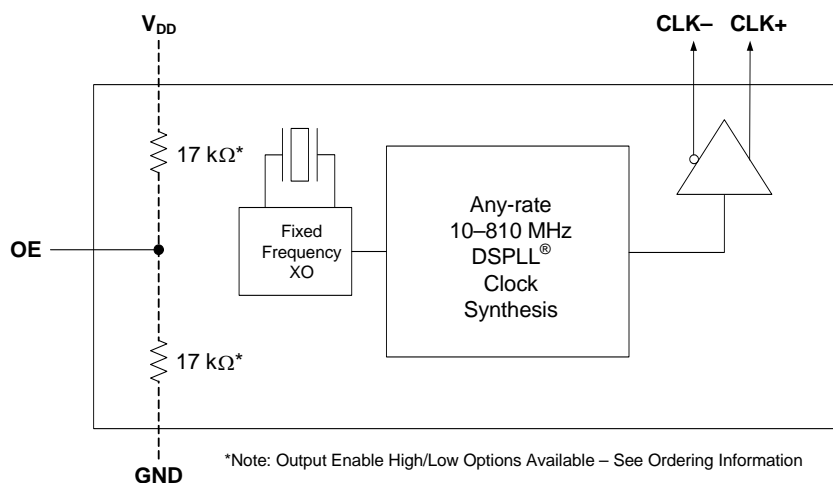 V_DD
CLK– CLK+
17 kΩ*
Fixed
Frequency
XO
Any-rate
10–810 MHz
DSPLL®
Clock
Synthesis
OE
17 kΩ*
GND
*Note: Output Enable High/Low Options Available – See Ordering Information